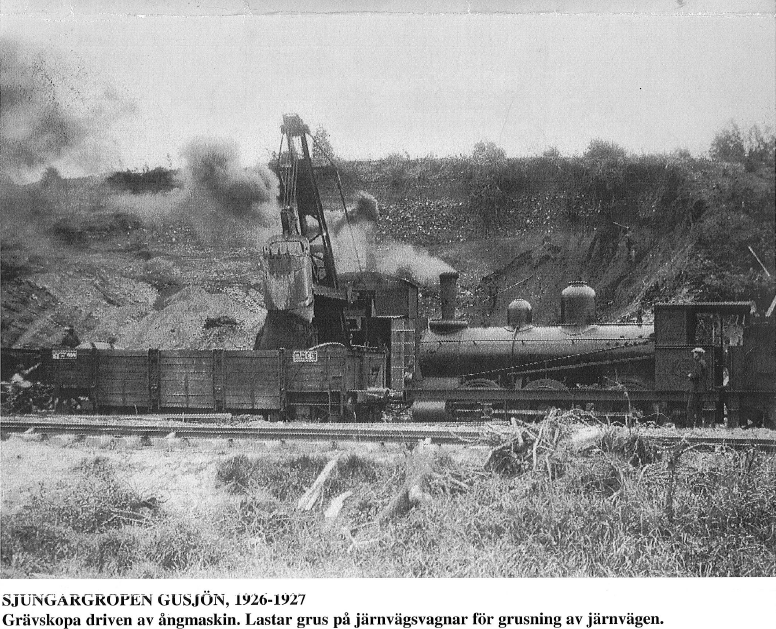 SJUNGARGROPEN GUSJÖN, 1926-1927
Grävskopa driven av ångmaskin. Lastar grus på järnvägsvagnar för grusning av järnvägen.